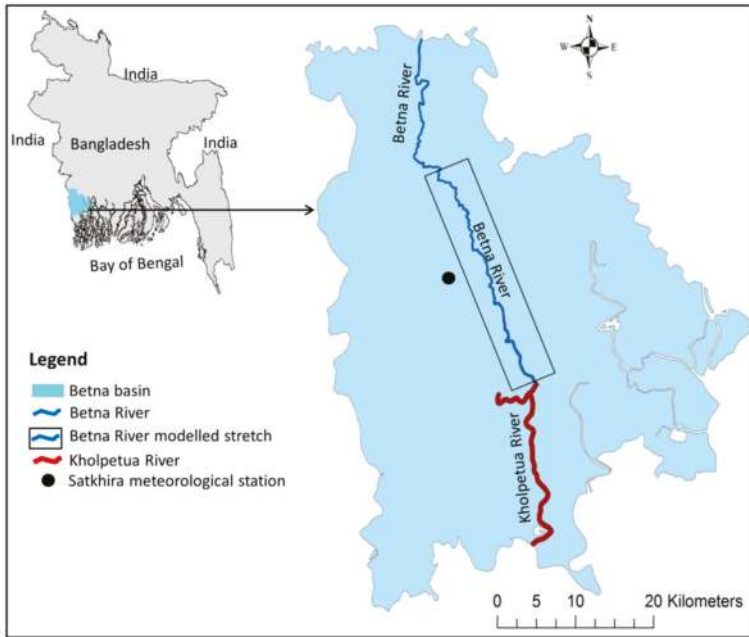 India
India
Bangladesh
India
Bay of Bengal
Legend
Betna basin
Betna River
Betna River modelled stretch
Kholpetua River
Satkhira meteorological station
N
W E
S
Betna River
Betna River
Kholpetua River
0 5 10 20 Kilometers